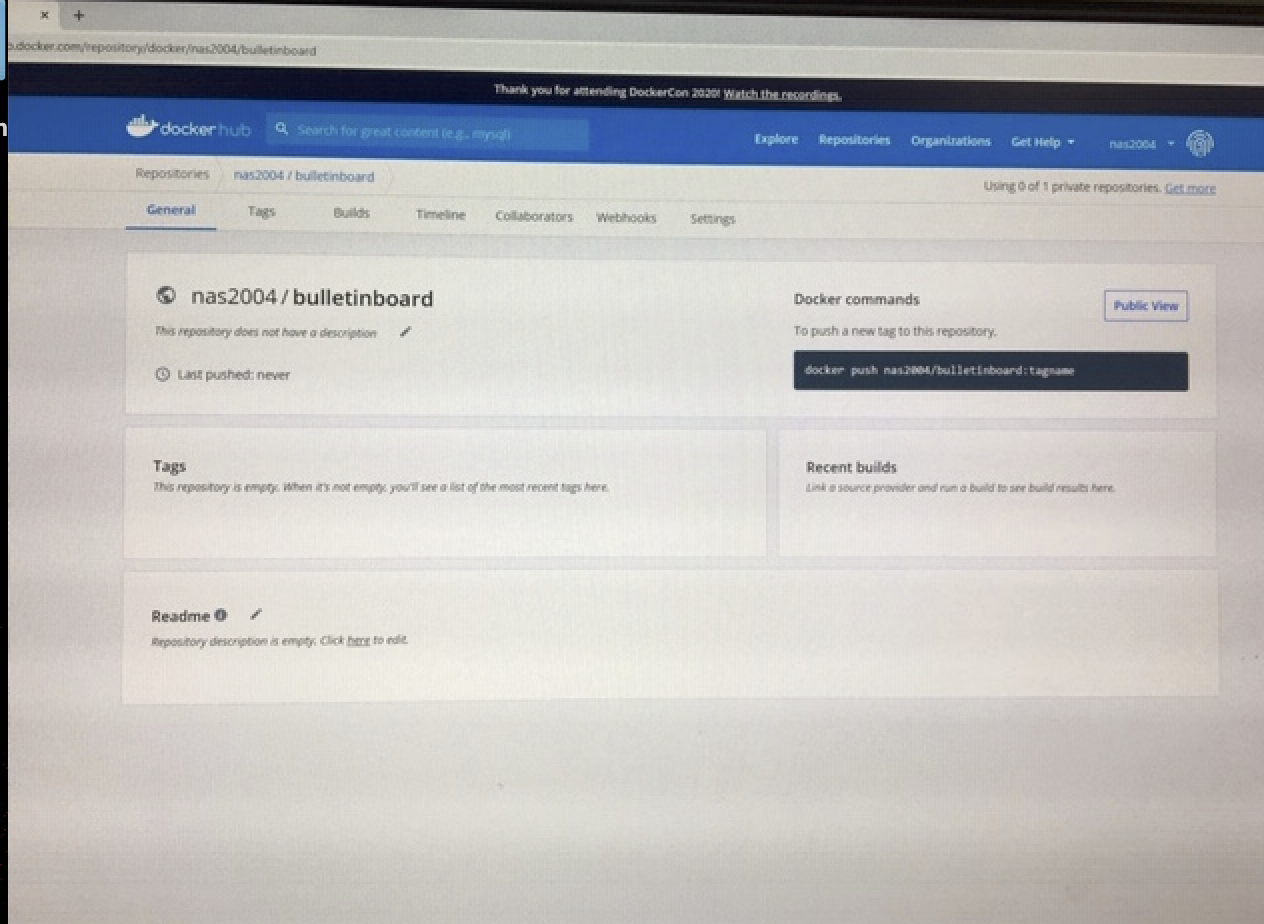 .docker.com/repository/docker/nas2004/bulletinboard
Thank you for attending DockerCon 2020! Watch the recordings.
docker hub
Search for great content (e.g., mysql)
Explore
Repositories
Organizations
Get Help
nas2004
Repositories
nas2004 / bulletinboard
Using 0 of 1 private repositories. Get more
General
Tags
Builds
Timeline
Collaborators
Webhooks
Settings
nas2004 / bulletinboard
This repository does not have a description
Last pushed: never
Docker commands
Public View
To push a new tag to this repository,
docker push nas2004/bulletinboard:tagname
Tags
This repository is empty. When it's not empty, you'll see a list of the most recent tags here.
Recent builds
Link a source provider and run a build to see build results here.
Readme
Repository description is empty. Click here to edit.